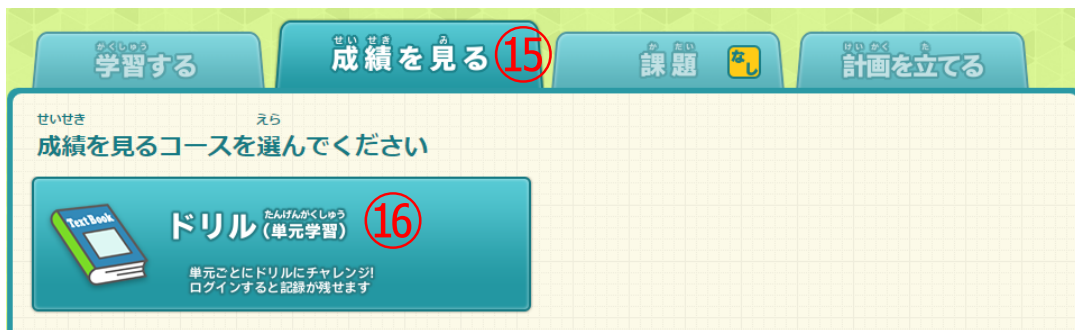 がくしゅう
学習する
せいせき み
成績を見る⑮
かだい
課題 なし
けいかく た
計画を立てる
せいせき えら
成績を見るコースを選んでください
Text Book
たんげんがくしゅう
ドリル(単元学習)⑯
単元ごとにドリルにチャレンジ!
ログインすると記録が残せます